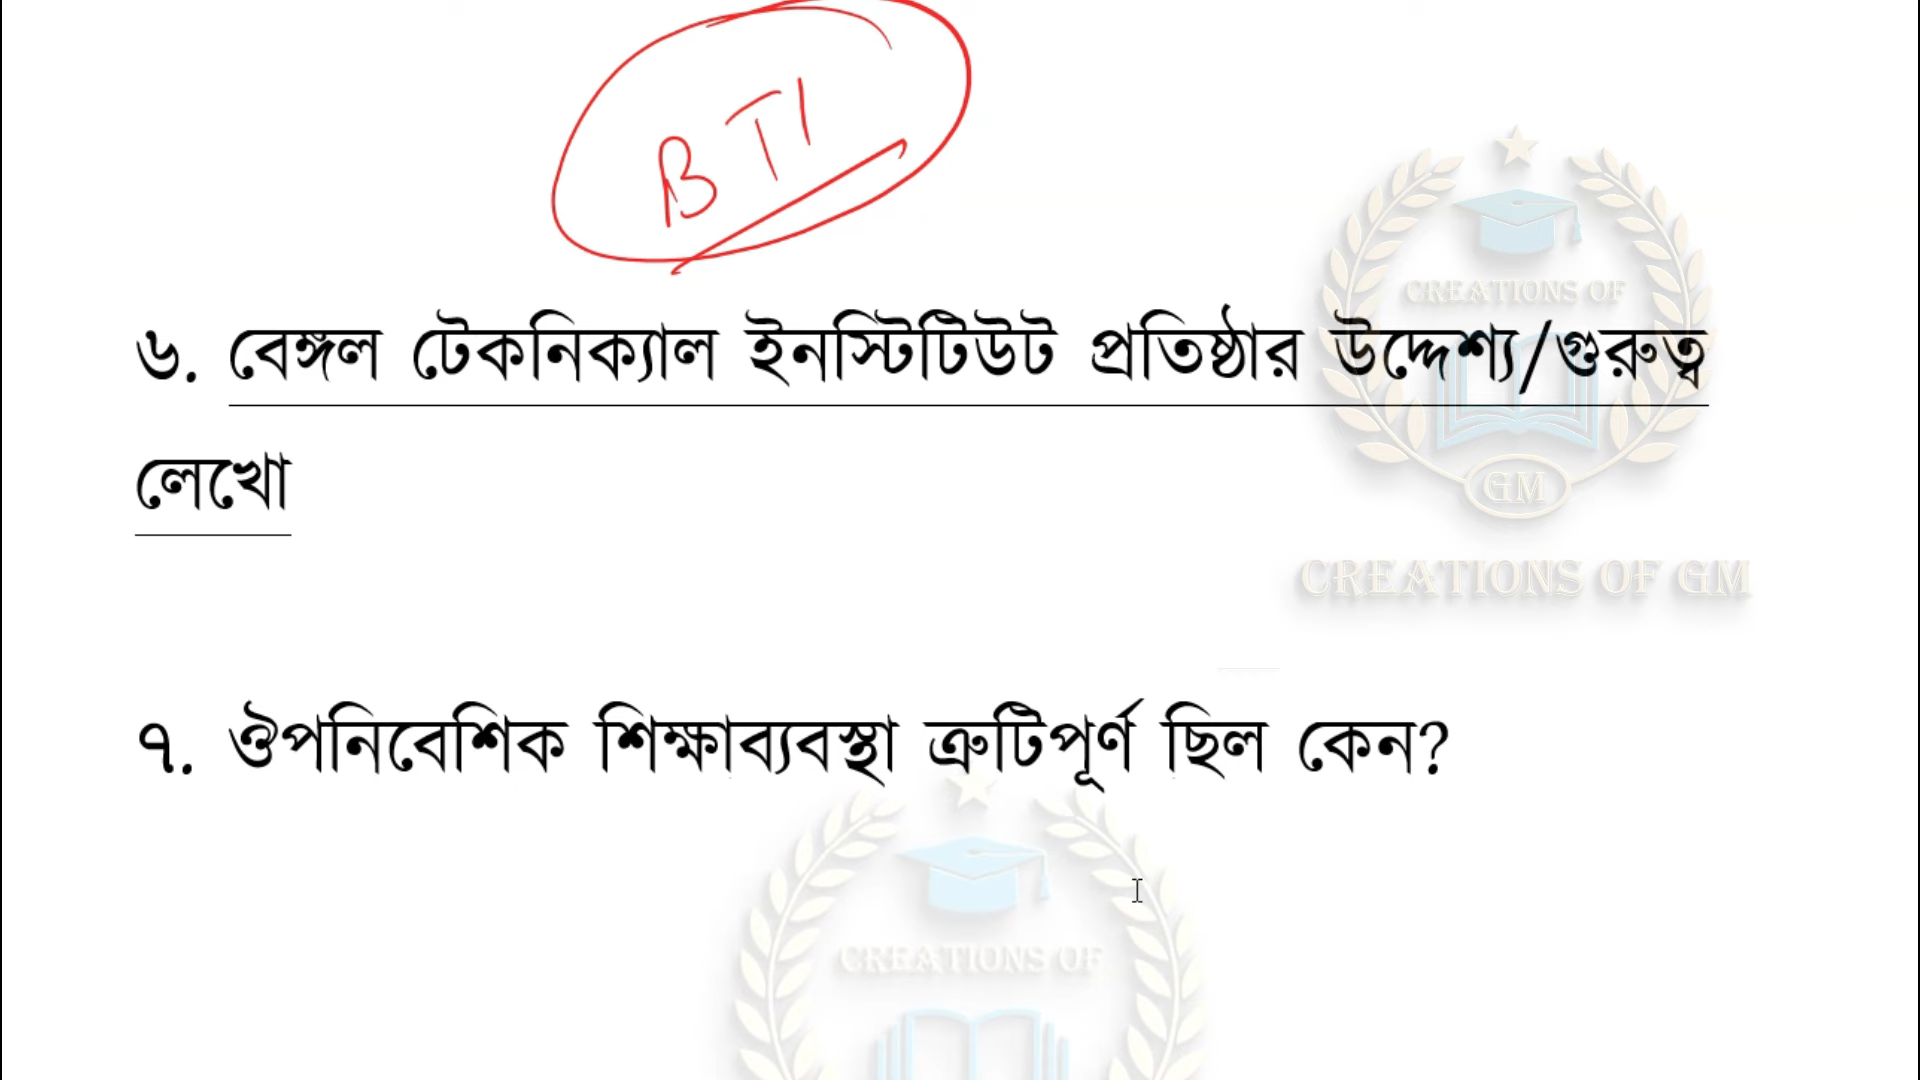 BTI
CREATIONS OF
৬. বেঙ্গল টেকনিক্যাল ইনস্টিটিউট প্রতিষ্ঠার উদ্দেশ্য/গুরুত্ব
লেখো
GM
CREATIONS OF GM
৭. ঔপনিবেশিক শিক্ষাব্যবস্থা ত্রুটিপূর্ণ ছিল কেন?
CREATIONS OF